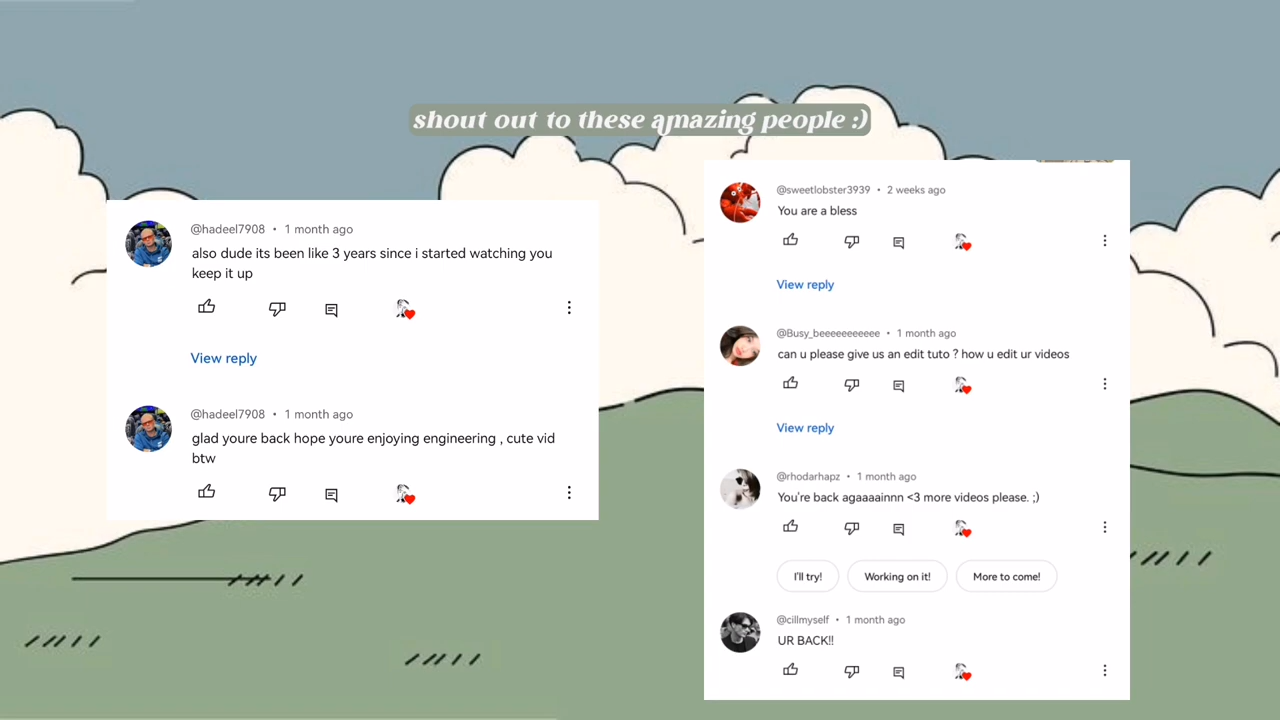 shout out to these amazing people :)
@hadeel7908 • 1 month ago
also dude its been like 3 years since i started watching you
keep it up
View reply
@hadeel7908 • 1 month ago
glad youre back hope youre enjoying engineering , cute vid
btw
@sweetlobster3939 • 2 weeks ago
You are a bless
View reply
@Busy_beeeeeeeeeee • 1 month ago
can u please give us an edit tuto ? how u edit ur videos
View reply
@rhodarhapz • 1 month ago
You're back agaaaainnn <3 more videos please. ;)
I'll try! Working on it! More to come!
@cillmyself • 1 month ago
UR BACK!!